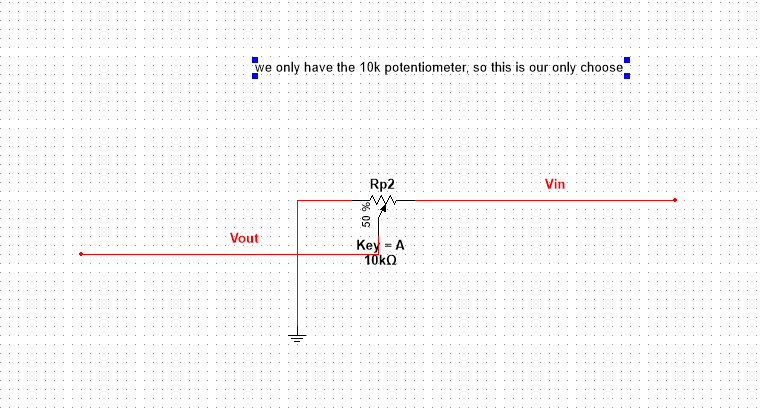 we only have the 10k potentiometer, so this is our only choose
Rp2
Vin
50 %
Vout
Key = A
10kΩ